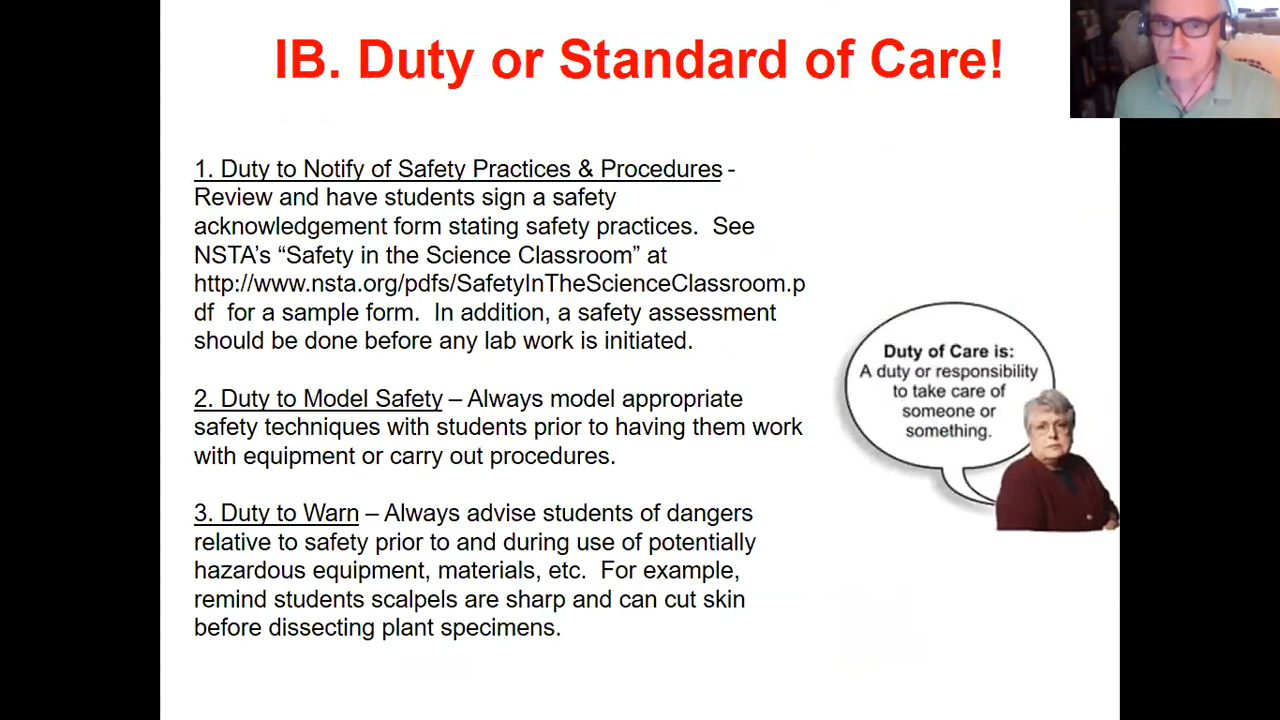 IB. Duty or Standard of Care!
1. Duty to Notify of Safety Practices & Procedures -
Review and have students sign a safety
acknowledgement form stating safety practices.  See
NSTA’s “Safety in the Science Classroom” at
http://www.nsta.org/pdfs/SafetyInTheScienceClassroom.p
df  for a sample form.  In addition, a safety assessment
should be done before any lab work is initiated.
2. Duty to Model Safety – Always model appropriate
safety techniques with students prior to having them work
with equipment or carry out procedures.
3. Duty to Warn – Always advise students of dangers
relative to safety prior to and during use of potentially
hazardous equipment, materials, etc.  For example,
remind students scalpels are sharp and can cut skin
before dissecting plant specimens.
Duty of Care is:
A duty or responsibility
to take care of
someone or
something.